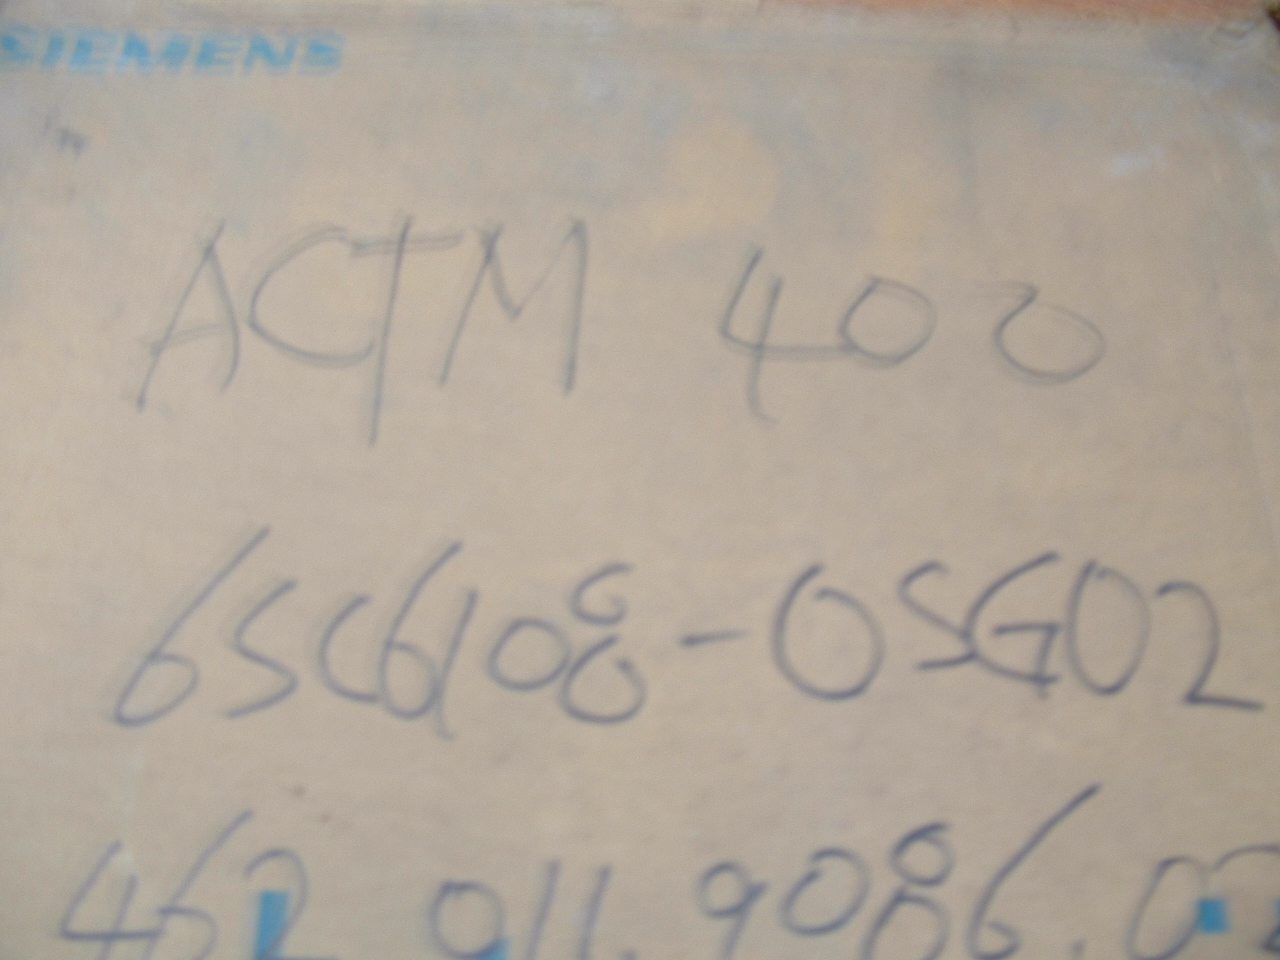 SIEMENS
ACTM 400
6SC6108-0SG02
462 011.9086.02